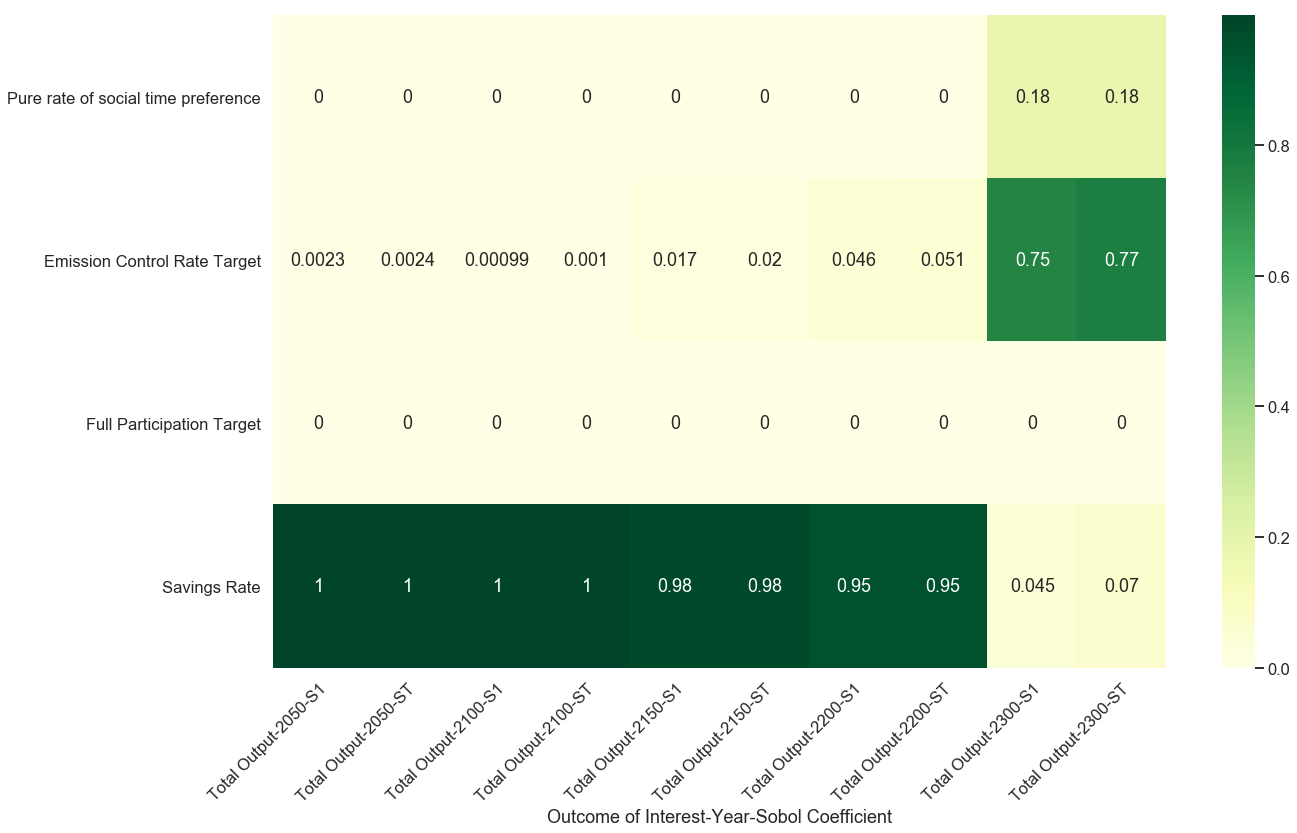 Pure rate of social time preference 0 0 0 0 0 0 0 0 0.18 0.18
0.8
Emission Control Rate Target 0.0023 0.0024 0.00099 0.001 0.017 0.02 0.046 0.051 0.75 0.77
0.6
0.4
Full Participation Target 0 0 0 0 0 0 0 0 0 0
0.2
Savings Rate 1 1 1 1 0.98 0.98 0.95 0.95 0.045 0.07
0.0
Total Output-2050-S1
Total Output-2050-ST
Total Output-2100-S1
Total Output-2100-ST
Total Output-2150-S1
Total Output-2150-ST
Total Output-2200-S1
Total Output-2200-ST
Total Output-2300-S1
Total Output-2300-ST
Outcome of Interest-Year-Sobol Coefficient